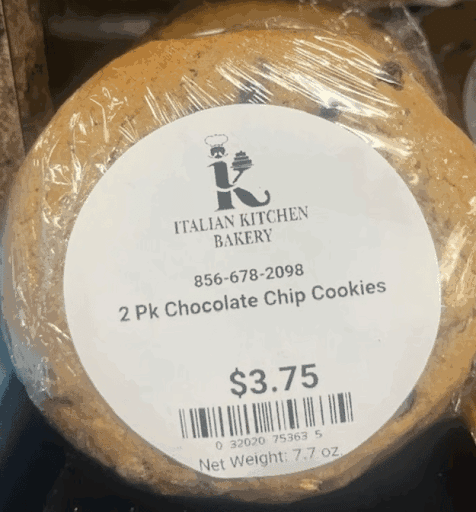 ITALIAN KITCHEN
BAKERY
856-678-2098
2 Pk Chocolate Chip Cookies
$3.75
0 32020 75363 5
Net Weight: 7.7 oz